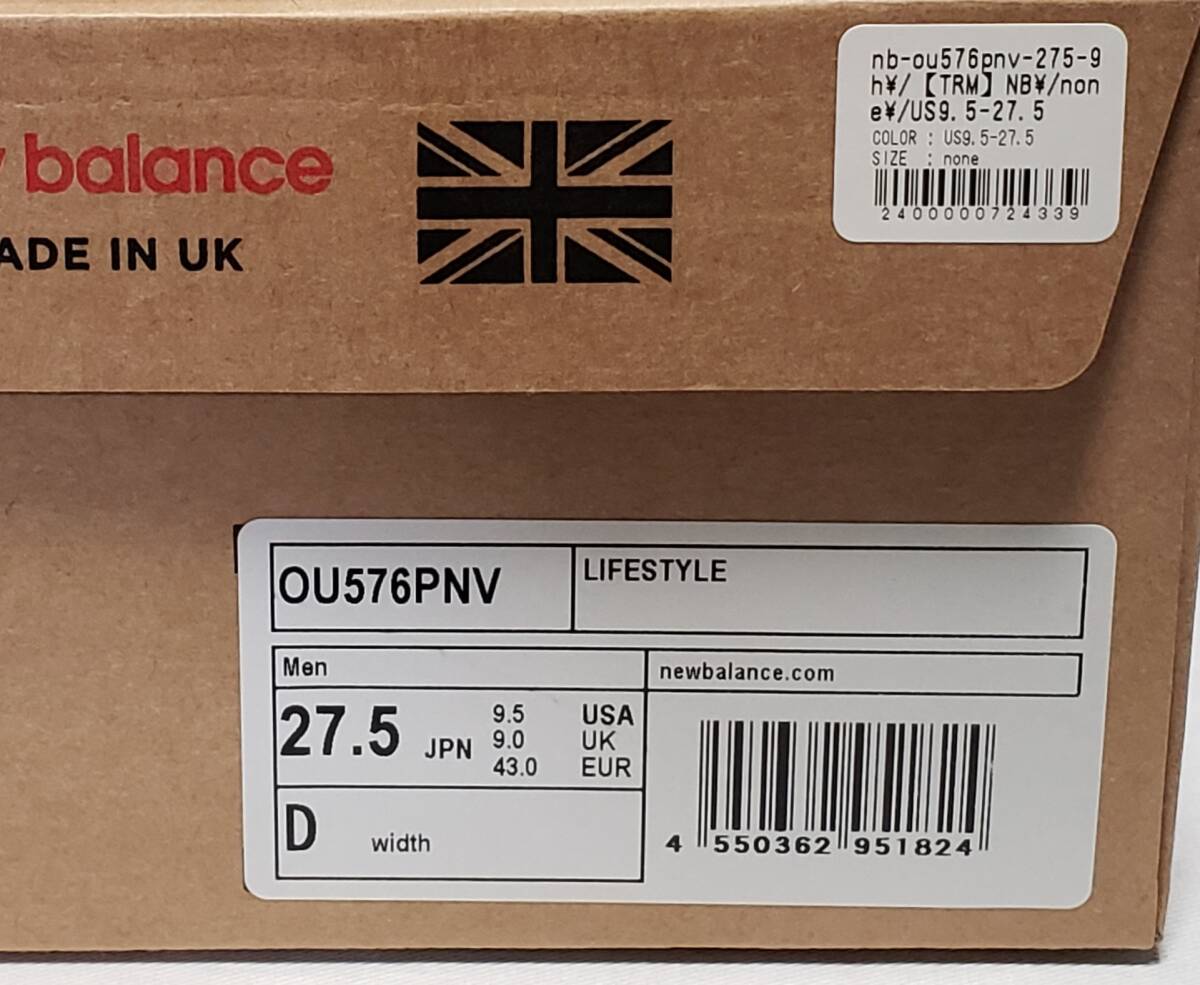 balance
ADE IN UK
nb-ou576pnv-275-9
h¥/【TRM】NB¥/non
e¥/US9.5-27.5
COLOR : US9.5-27.5
SIZE : none
2400000724339
OU576PNV
LIFESTYLE
Men
newbalance.com
27.5 JPN
9.5 USA
9.0 UK
43.0 EUR
D width
4 550362 951824